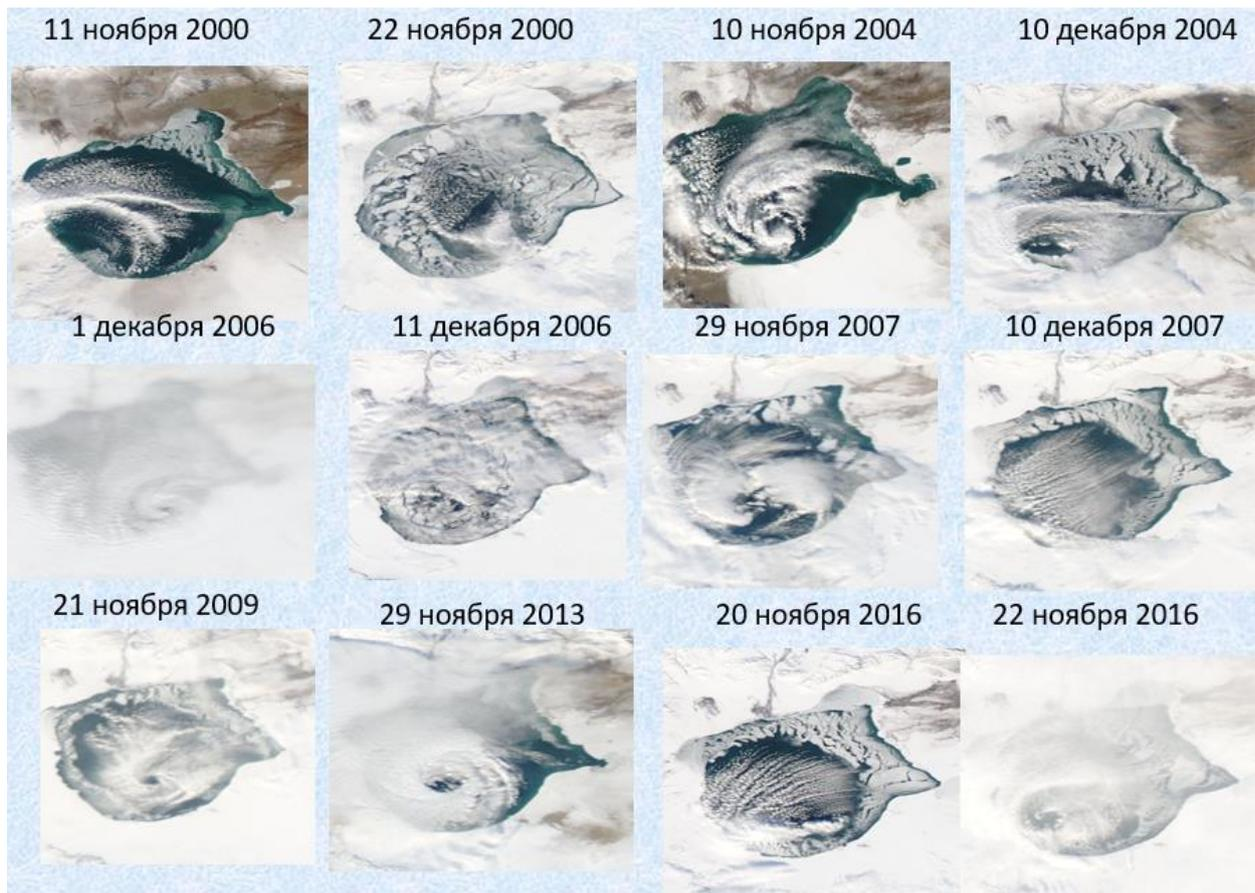 11 ноября 2000
22 ноября 2000
10 ноября 2004
10 декабря 2004
1 декабря 2006
11 декабря 2006
29 ноября 2007
10 декабря 2007
21 ноября 2009
29 ноября 2013
20 ноября 2016
22 ноября 2016